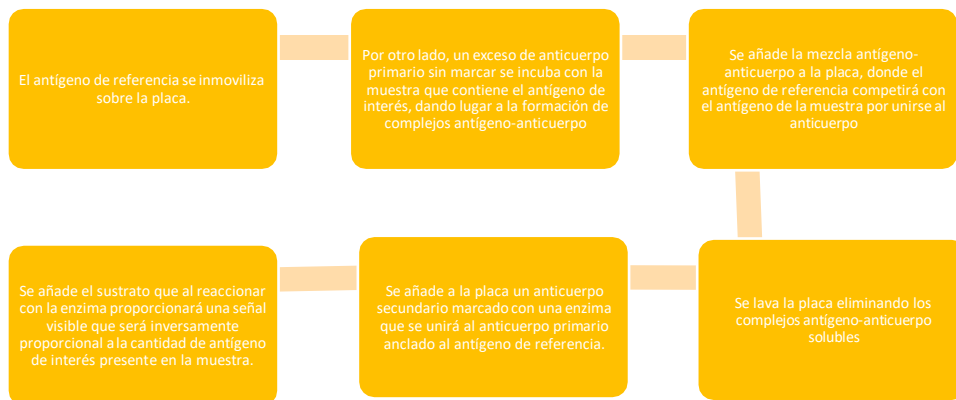 El antígeno de referencia se inmoviliza
sobre la placa.
Por otro lado, un exceso de anticuerpo
primario sin marcar se incuba con la
muestra que contiene el antígeno de
interés, dando lugar a la formación de
complejos antígeno-anticuerpo
Se añade la mezcla antígeno-
anticuerpo a la placa, donde el
antígeno de referencia competirá con
el antígeno de la muestra por unirse al
anticuerpo
Se lava la placa eliminando los
complejos antígeno-anticuerpo
solubles
Se añade a la placa un anticuerpo
secundario marcado con una enzima
que se unirá al anticuerpo primario
anclado al antígeno de referencia.
Se añade el sustrato que al reaccionar
con la enzima proporcionará una señal
visible que será inversamente
proporcional a la cantidad de antígeno
de interés presente en la muestra.